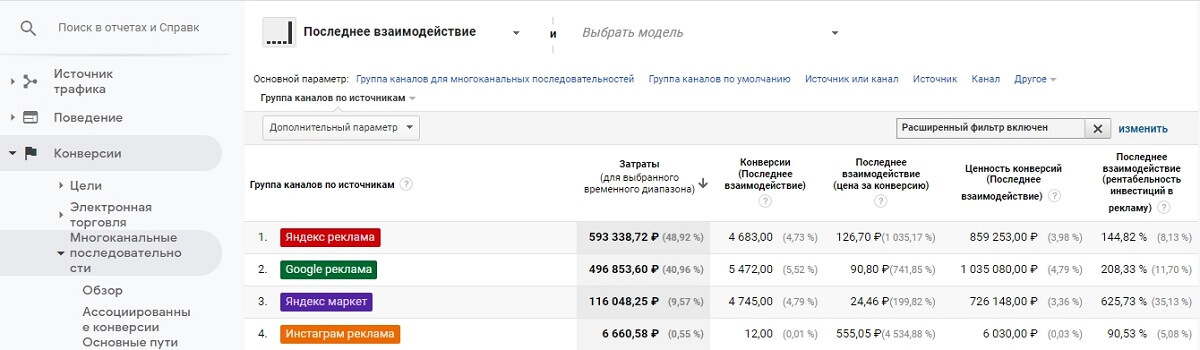 Поиск в отчетах и Справк
Источник
трафика
Поведение
Конверсии
Цели
Электронная
торговля
Многоканальные
последовательно
сти
Обзор
Ассоциированны
е конверсии
Основные пути
Последнее взаимодействие
и
Выбрать модель
Основной параметр: Группа каналов для многоканальных последовательностей Группа каналов по умолчанию Источник или канал Источник Канал Другое
Группа каналов по источникам
Дополнительный параметр
Расширенный фильтр включен
изменить
Группа каналов по источникам ?
Затраты
(для выбранного
временного диапазона)
Конверсии
(Последнее
взаимодействие)
?
Последнее
взаимодействие
(цена за конверсию)
?
Ценность конверсий
(Последнее
взаимодействие) ?
Последнее
взаимодействие
(рентабельность
инвестиций в
рекламу) ?
1. Яндекс реклама 593 338,72 ₽ (48,92 %) 4 683,00 (4,73 %) 126,70 ₽(1 035,17 %) 859 253,00 ₽ (3,98 %) 144,82 % (8,13 %)
2. Google реклама 496 853,60 ₽ (40,96 %) 5 472,00 (5,52 %) 90,80 ₽(741,85 %) 1 035 080,00 ₽ (4,79 %) 208,33 % (11,70 %)
3. Яндекс маркет 116 048,25 ₽ (9,57 %) 4 745,00 (4,79 %) 24,46 ₽(199,82 %) 726 148,00 ₽ (3,36 %) 625,73 % (35,13 %)
4. Инстаграм реклама 6 660,58 ₽ (0,55 %) 12,00 (0,01 %) 555,05 ₽(4 534,88 %) 6 030,00 ₽ (0,03 %) 90,53 % (5,08 %)